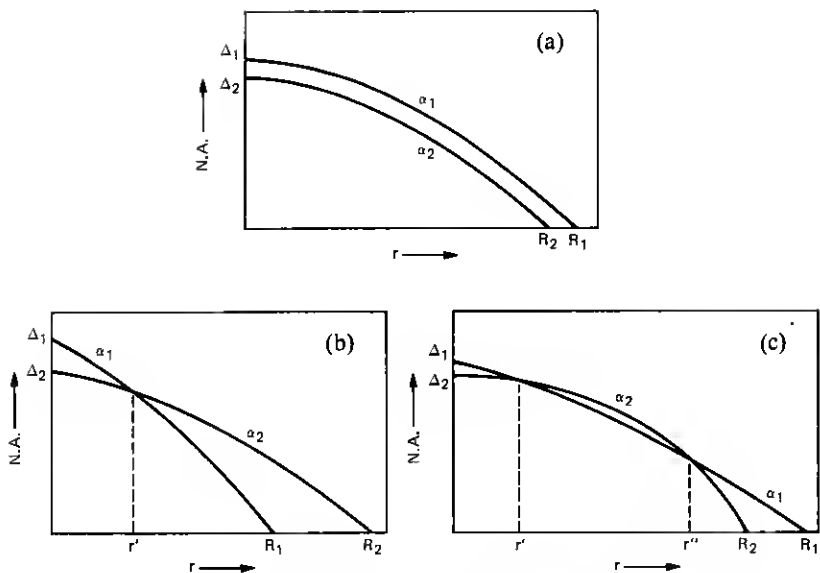 (a)
Δ1
Δ2
α1
α2
N.A.
R2 R1
r
(b)
Δ1
Δ2
α1
α2
N.A.
r' R1 R2
r
(c)
Δ1
Δ2
α2
α1
N.A.
r' r" R2 R1
r